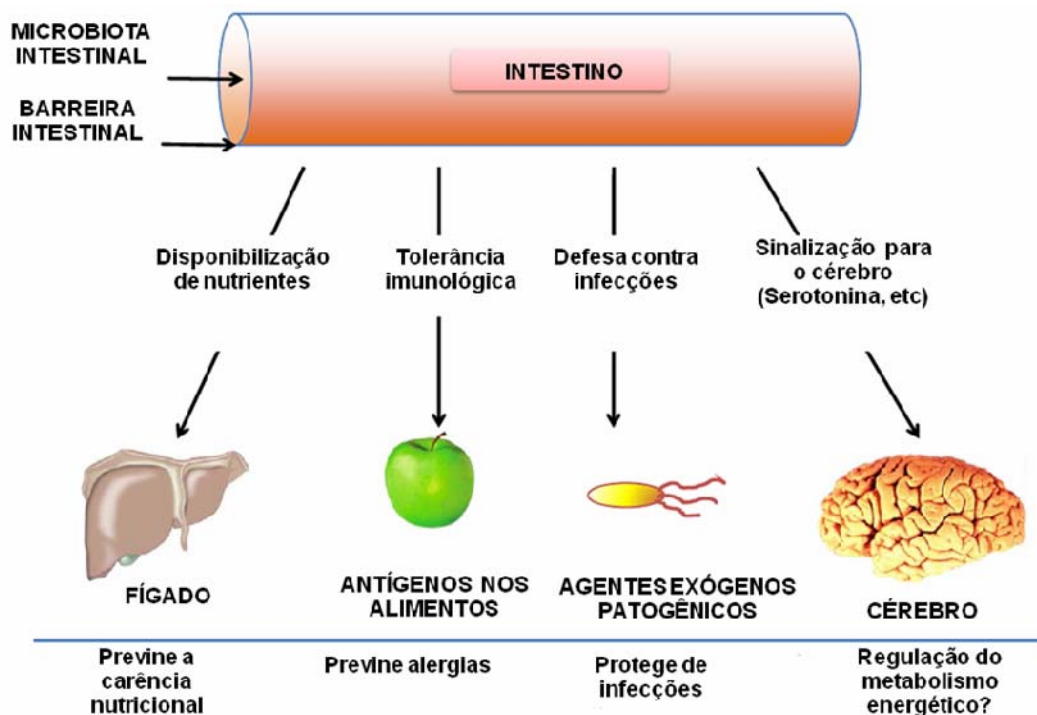 MICROBIOTA
INTESTINAL
BARREIRA
INTESTINAL
INTESTINO
Disponibilização
de nutrientes
Tolerância
imunológica
Defesa contra
infecções
Sinalização para
o cérebro
(Serotonina, etc)
FÍGADO
ANTÍGENOS NOS
ALIMENTOS
AGENTES EXÓGENOS
PATOGÊNICOS
CÉREBRO
Previne a
carência
nutricional
Previne alergias
Protege de
infecções
Regulação do
metabolismo
energético?